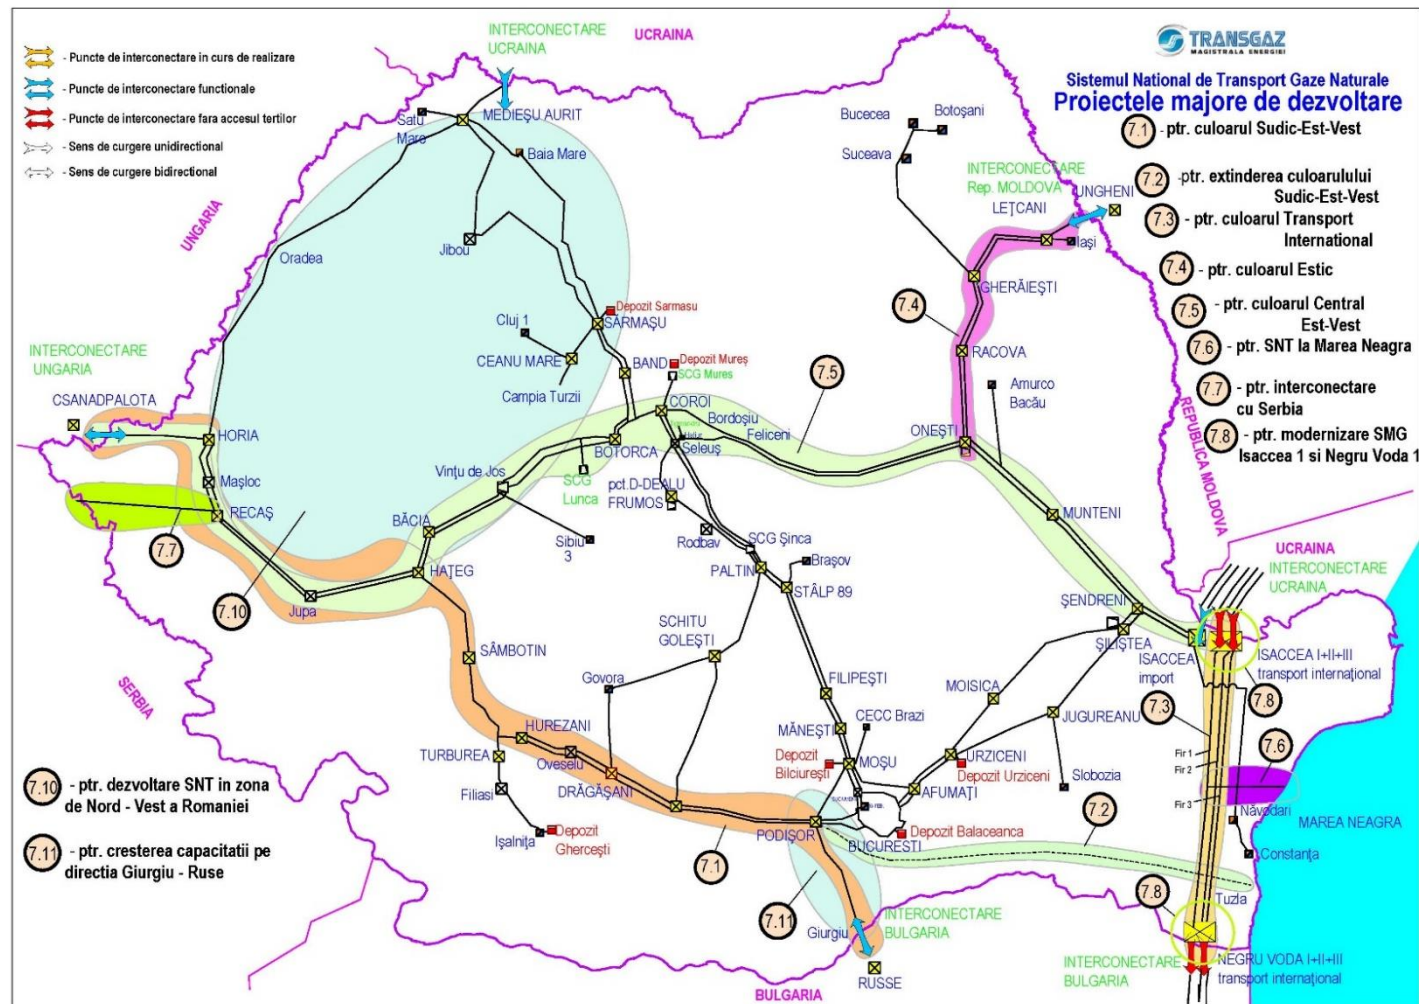 INTERCONECTARE
UCRAINA
UCRAINA
TRANSGAZ
MAGISTRALA ENERGIEI
- Puncte de interconectare in curs de realizare
- Puncte de interconectare functionale
- Puncte de interconectare fara accesul tertilor
- Sens de curgere unidirectional
- Sens de curgere bidirectional
Sistemul National de Transport Gaze Naturale
Proiectele majore de dezvoltare
7.1 - ptr. culoarul Sudic-Est-Vest
7.2 -ptr. extinderea culoarulului
Sudic-Est-Vest
7.3 - ptr. culoarul Transport
International
7.4 - ptr. culoarul Estic
7.5 - ptr. culoarul Central
Est-Vest
7.6 - ptr. SNT la Marea Neagra
7.7 - ptr. interconectare
cu Serbia
7.8 - ptr. modernizare SMG
Isaccea 1 si Negru Voda 1
Satu
Mare
MEDIEŞU AURIT
Baia Mare
Bucecea
Botoşani
Suceava
INTERCONECTARE
Rep. MOLDOVA
UNGHENI
LEŢCANI
Iaşi
UNGARIA
Oradea
Jibou
GHERĂIEŞTI
7.4
Depozit Sarmasu
SĂRMAŞU
Cluj 1
CEANU MARE
BAND
Depozit Mureş
SCG Mures
Campia Turzii
RACOVA
7.5
Amurco
Bacău
REPUBLICA MOLDOVA
INTERCONECTARE
UNGARIA
CSANADPALOTA
HORIA
COROI
Bordoşiu
Feliceni
ONEŞTI
BOTORCA
Seleuş
Maşloc
Vinţu de Jos
SCG
Lunca
pct.D-DEALU
FRUMOS
RECAŞ
7.7
BĂCIA
Sibiu
3
Rodbav
SCG Şinca
MUNTENI
HAŢEG
PALTIN
Braşov
STÂLP 89
UCRAINA
INTERCONECTARE
UCRAINA
7.10
Jupa
ŞENDRENI
SCHITU
GOLEŞTI
ŞILIŞTEA
SÂMBOTIN
ISACCEA
import
ISACCEA I+II+III
transport internaţional
SERBIA
Govora
FILIPEŞTI
MOISICA
7.8
7.3
HUREZANI
MĂNEŞTI
CECC Brazi
JUGUREANU
TURBUREA
Oveselu
Depozit
Bilciureşti
MOŞU
URZICENI
Depozit Urziceni
Fir 1
7.6
Fir 2
DRĂGĂŞANI
Filiasi
AFUMAŢI
Slobozia
Fir 3
7.10 - ptr. dezvoltare SNT in zona
de Nord - Vest a Romaniei
Năvodari
MAREA NEAGRA
Işalniţa
Depozit
Gherceşti
PODIŞOR
BUCURESTI
Depozit Balaceanca
7.2
Constanţa
7.11 - ptr. cresterea capacitatii pe
directia Giurgiu - Ruse
7.1
7.8
Tuzla
7.11
Giurgiu
INTERCONECTARE
BULGARIA
RUSSE
BULGARIA
INTERCONECTARE
BULGARIA
NEGRU VODA I+II+III
transport internaţional